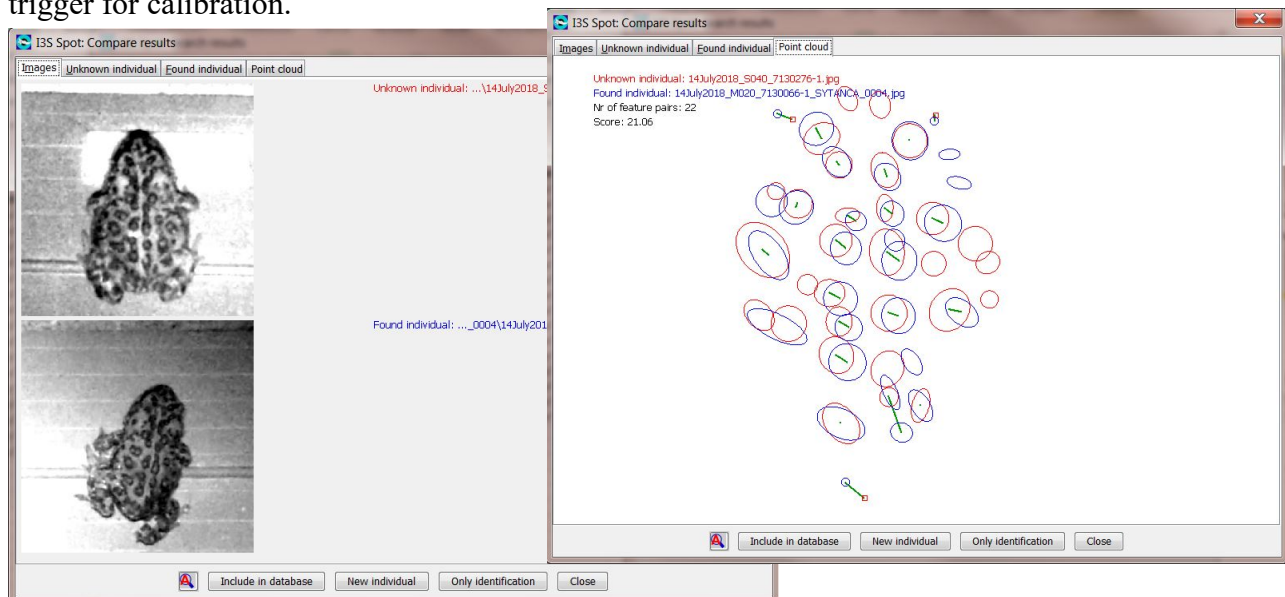 trigger for calibration.
I3S Spot: Compare results
Images Unknown individual Found individual Point cloud
Unknown individual: ...\14July2018_S
Found individual: ..._0004\14July201
Include in database New individual Only identification Close
I3S Spot: Compare results
Images Unknown individual Found individual Point cloud
Unknown individual: 14July2018_S040_7130276-1.jpg
Found individual: 14July2018_M020_7130066-1_SYTANCA_0004.jpg
Nr of feature pairs: 22
Score: 21.06
Include in database New individual Only identification Close